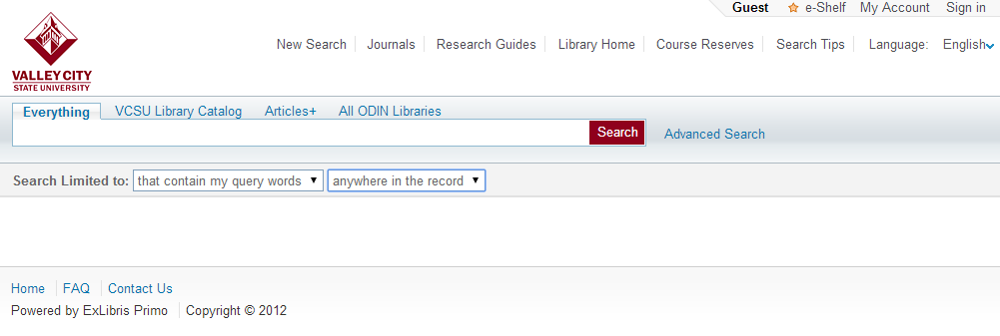 Guest e-Shelf My Account Sign in
New Search Journals Research Guides Library Home Course Reserves Search Tips Language: English
VALLEY CITY
STATE UNIVERSITY
Everything VCSU Library Catalog Articles+ All ODIN Libraries
Search Advanced Search
Search Limited to: that contain my query words anywhere in the record
Home FAQ Contact Us
Powered by ExLibris Primo Copyright © 2012